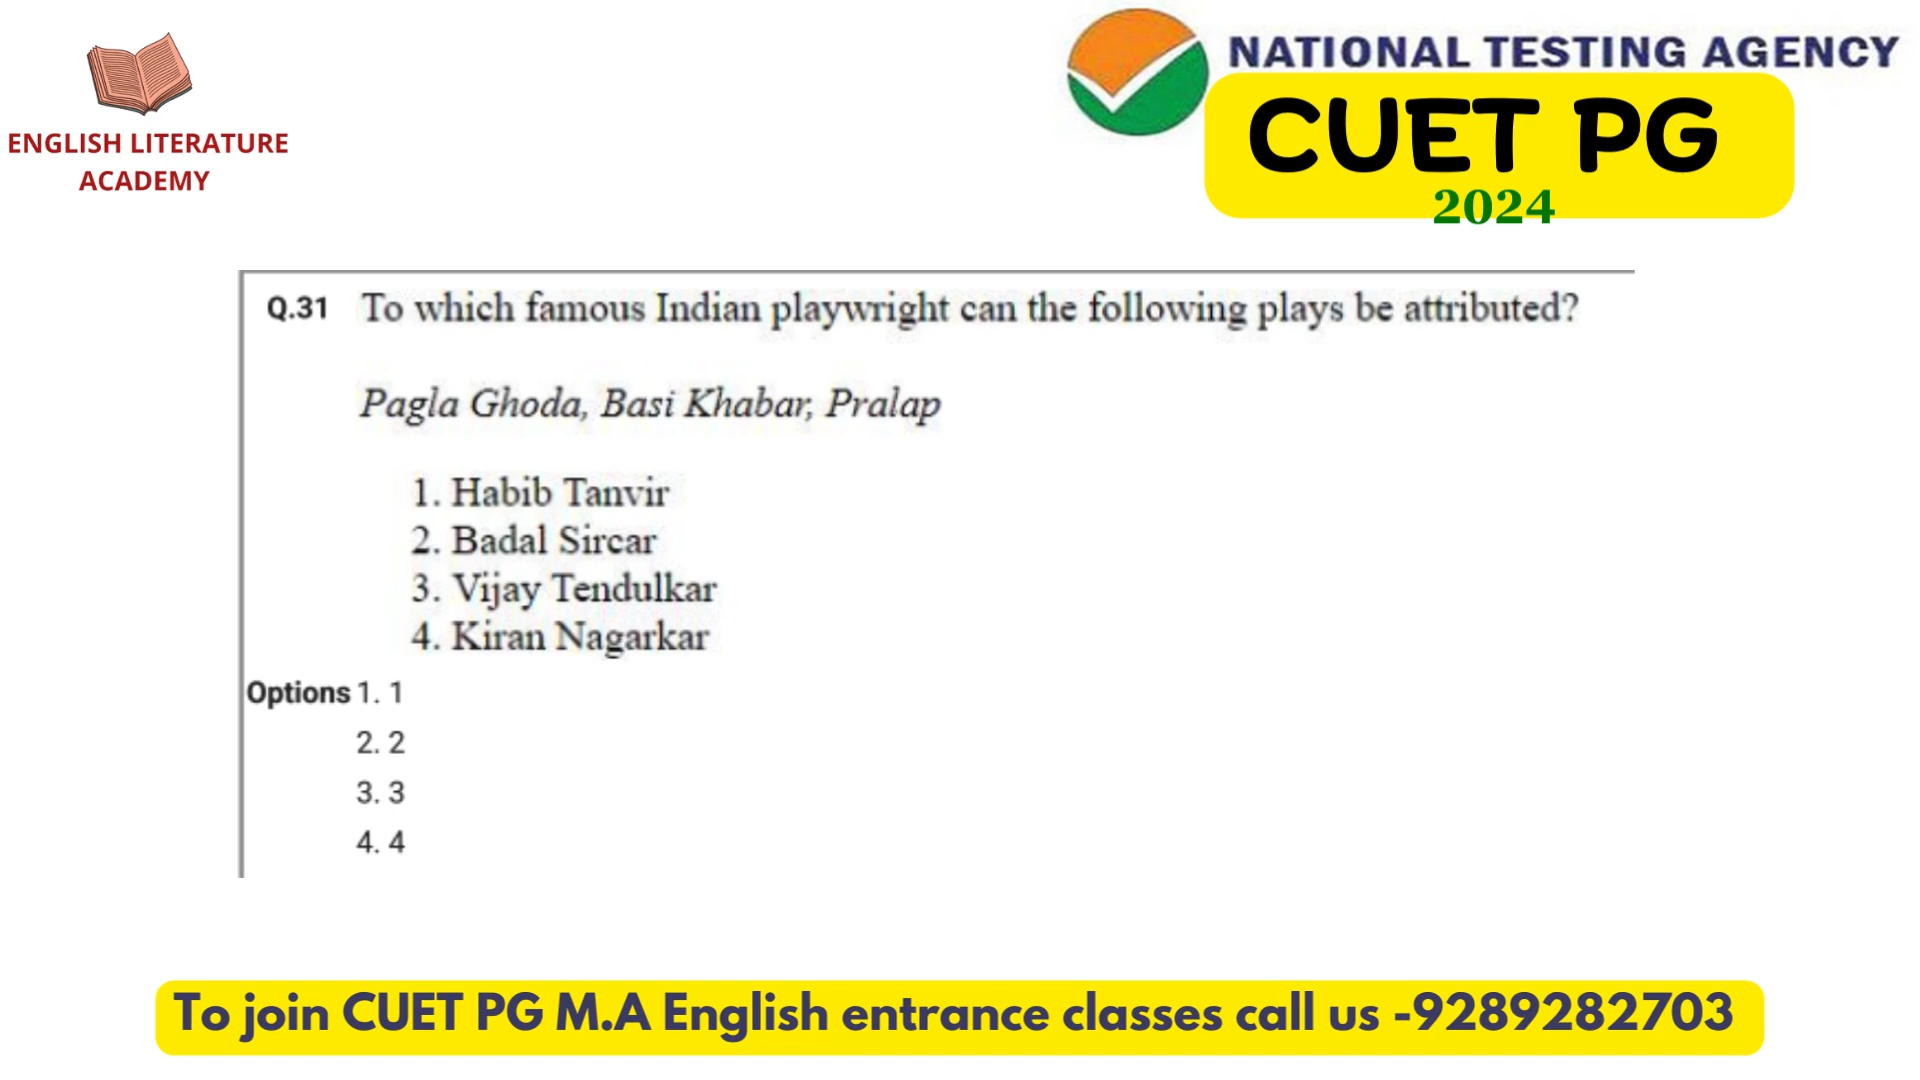 ENGLISH LITERATURE
ACADEMY
NATIONAL TESTING AGENCY
CUET PG
2024
Q.31 To which famous Indian playwright can the following plays be attributed?
Pagla Ghoda, Basi Khabar, Pralap
1. Habib Tanvir
2. Badal Sircar
3. Vijay Tendulkar
4. Kiran Nagarkar
Options 1. 1
2. 2
3. 3
4. 4
To join CUET PG M.A English entrance classes call us -9289282703